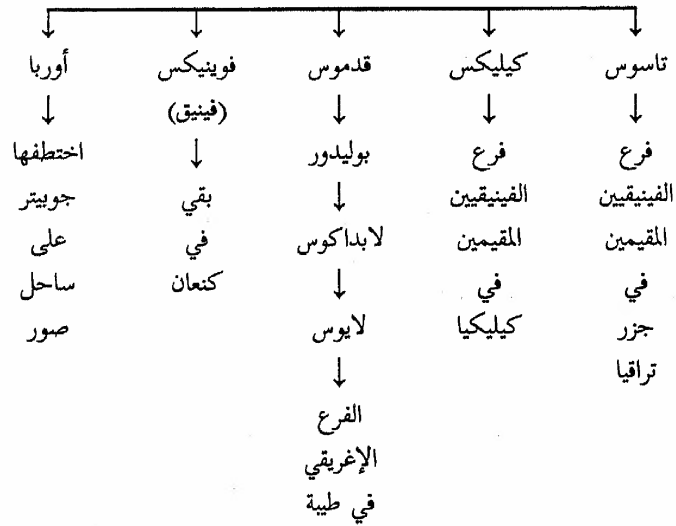 تاسوس
↓
فرع
الفينيقيين
المقيمين
في
جزر
تراقيا
كيليكس
↓
فرع
الفينيقيين
المقيمين
في
كيليكيا
قدموس
↓
بوليدور
↓
لابداكوس
↓
لايوس
↓
الفرع
الإغريقي
في طيبة
فوينيكس
(فينيق)
↓
بقي
في
كنعان
أوربا
↓
اختطفها
جوبيتر
على
ساحل
صور